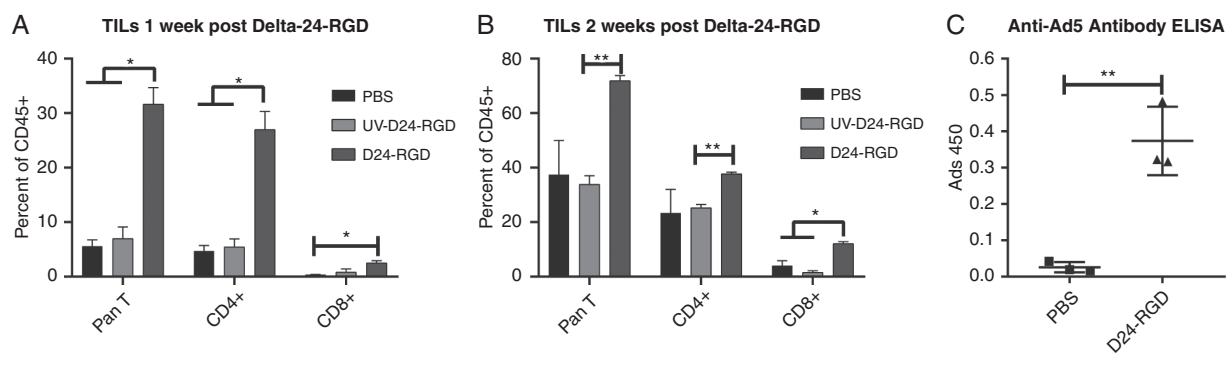 A
TILs 1 week post Delta-24-RGD
Percent of CD45+
40
30
20
10
0
*
*
*
PBS
UV-D24-RGD
D24-RGD
Pan T
CD4+
CD8+
B
TILs 2 weeks post Delta-24-RGD
Percent of CD45+
80
60
40
20
0
**
**
*
PBS
UV-D24-RGD
D24-RGD
Pan T
CD4+
CD8+
C
Anti-Ad5 Antibody ELISA
Ads 450
0.6
0.5
0.4
0.3
0.2
0.1
0.0
**
PBS
D24-RGD